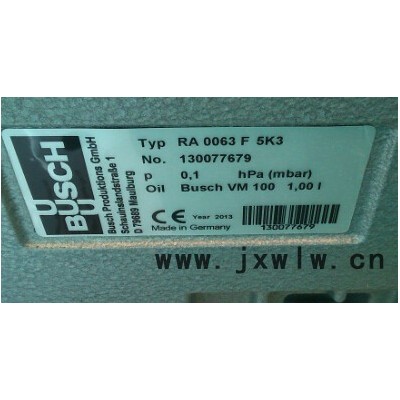 BUSCH
Busch Produktions GmbH
Schauinslandstraße 1
D 79689 Maulburg
Typ RA 0063 F 5K3
No. 130077679
p 0,1 hPa (mbar)
Oil Busch VM 100 1,00 l
CE Year 2013
Made in Germany 130077679
www.jxwlw.cn